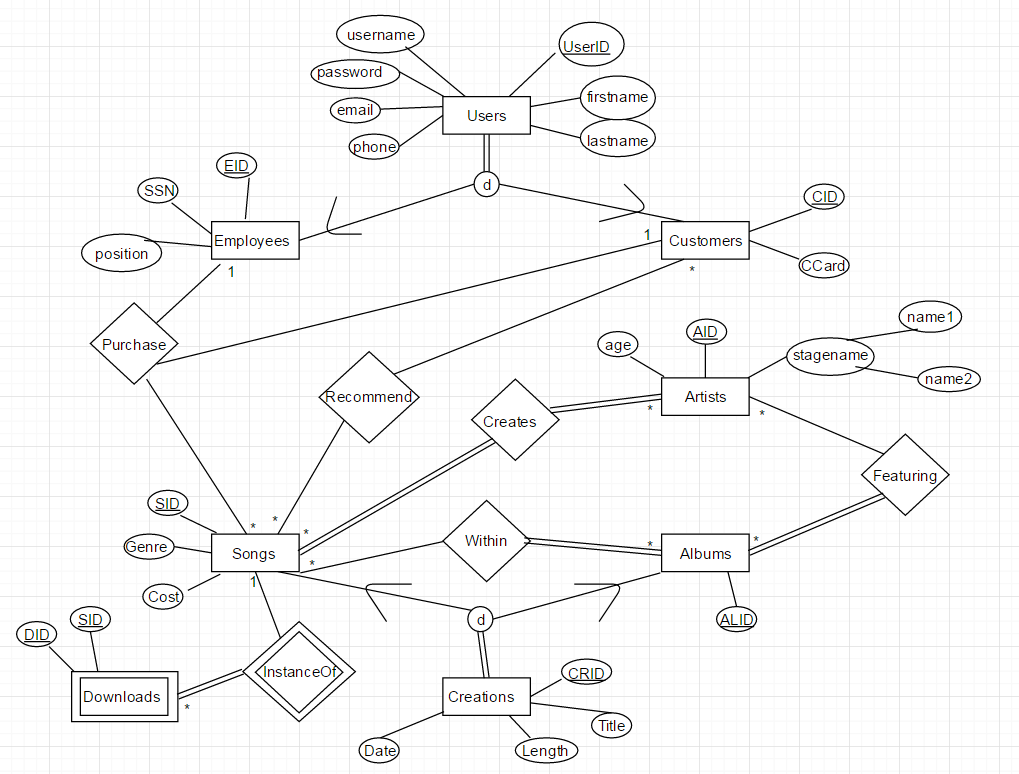 username
UserID
password
firstname
email
Users
lastname
phone
d
EID
SSN
CID
position
Employees
1
Customers
1
*
CCard
name1
Purchase
age
AID
stagename
name2
Recommend
Artists
*
*
Creates
Featuring
SID
*
*
*
Genre
Songs
Within
*
Albums
*
*
1
Cost
DID
SID
d
ALID
InstanceOf
CRID
Downloads
*
Creations
Title
Date
Length